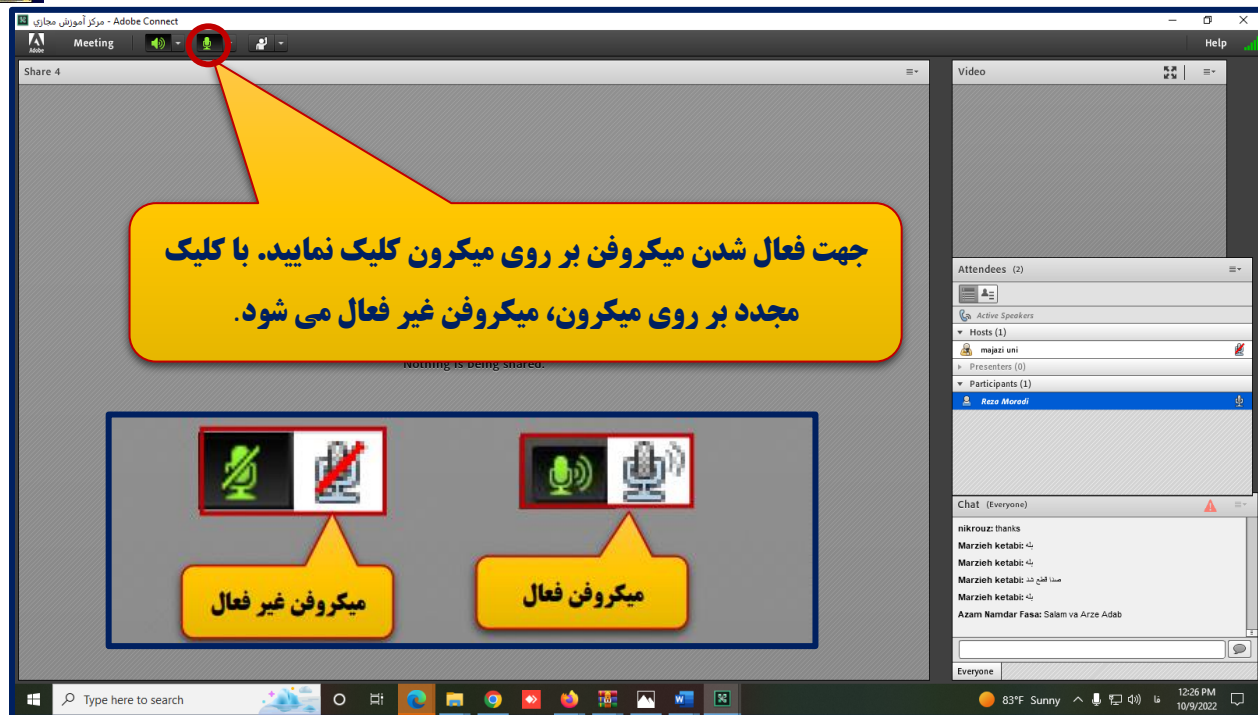 Adobe Connect - مركز آموزش مجازي
Adobe
Meeting
Help
Share 4
Video
جهت فعال شدن میکروفن بر روی میکرون کلیک نمایید. با کلیک
مجدد بر روی میکرون، میکروفن غیر فعال می شود.
Nothing is being shared.
میکروفن غیر فعال
میکروفن فعال
Attendees (2)
Active Speakers
Hosts (1)
majazi uni
Presenters (0)
Participants (1)
Reza Moradi
Chat (Everyone)
nikrouz: thanks
Marzieh ketabi: بله
Marzieh ketabi: بله
Marzieh ketabi: صدا قطع شد
Marzieh ketabi: بله
Azam Namdar Fasa: Salam va Arze Adab
Everyone
Type here to search
83°F Sunny
فا
12:26 PM
10/9/2022